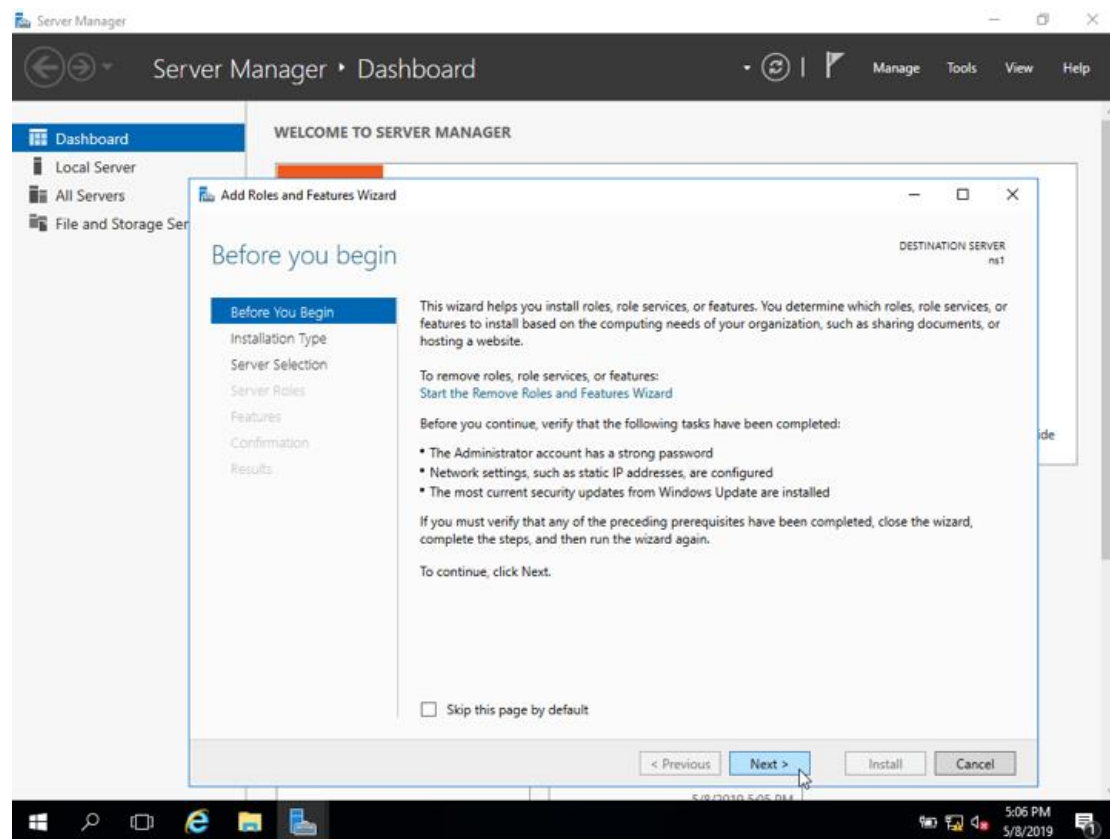 Server Manager
Server Manager • Dashboard
Manage Tools View Help
Dashboard
Local Server
All Servers
File and Storage Ser
WELCOME TO SERVER MANAGER
Add Roles and Features Wizard
Before you begin
DESTINATION SERVER
ns1
Before You Begin
Installation Type
Server Selection
Server Roles
Features
Confirmation
Results
This wizard helps you install roles, role services, or features. You determine which roles, role services, or
features to install based on the computing needs of your organization, such as sharing documents, or
hosting a website.
To remove roles, role services, or features:
Start the Remove Roles and Features Wizard
Before you continue, verify that the following tasks have been completed:
• The Administrator account has a strong password
• Network settings, such as static IP addresses, are configured
• The most current security updates from Windows Update are installed
If you must verify that any of the preceding prerequisites have been completed, close the wizard,
complete the steps, and then run the wizard again.
To continue, click Next.
Skip this page by default
< Previous Next > Install Cancel
ide
5/8/2019 5:05 PM
5:06 PM
5/8/2019
1